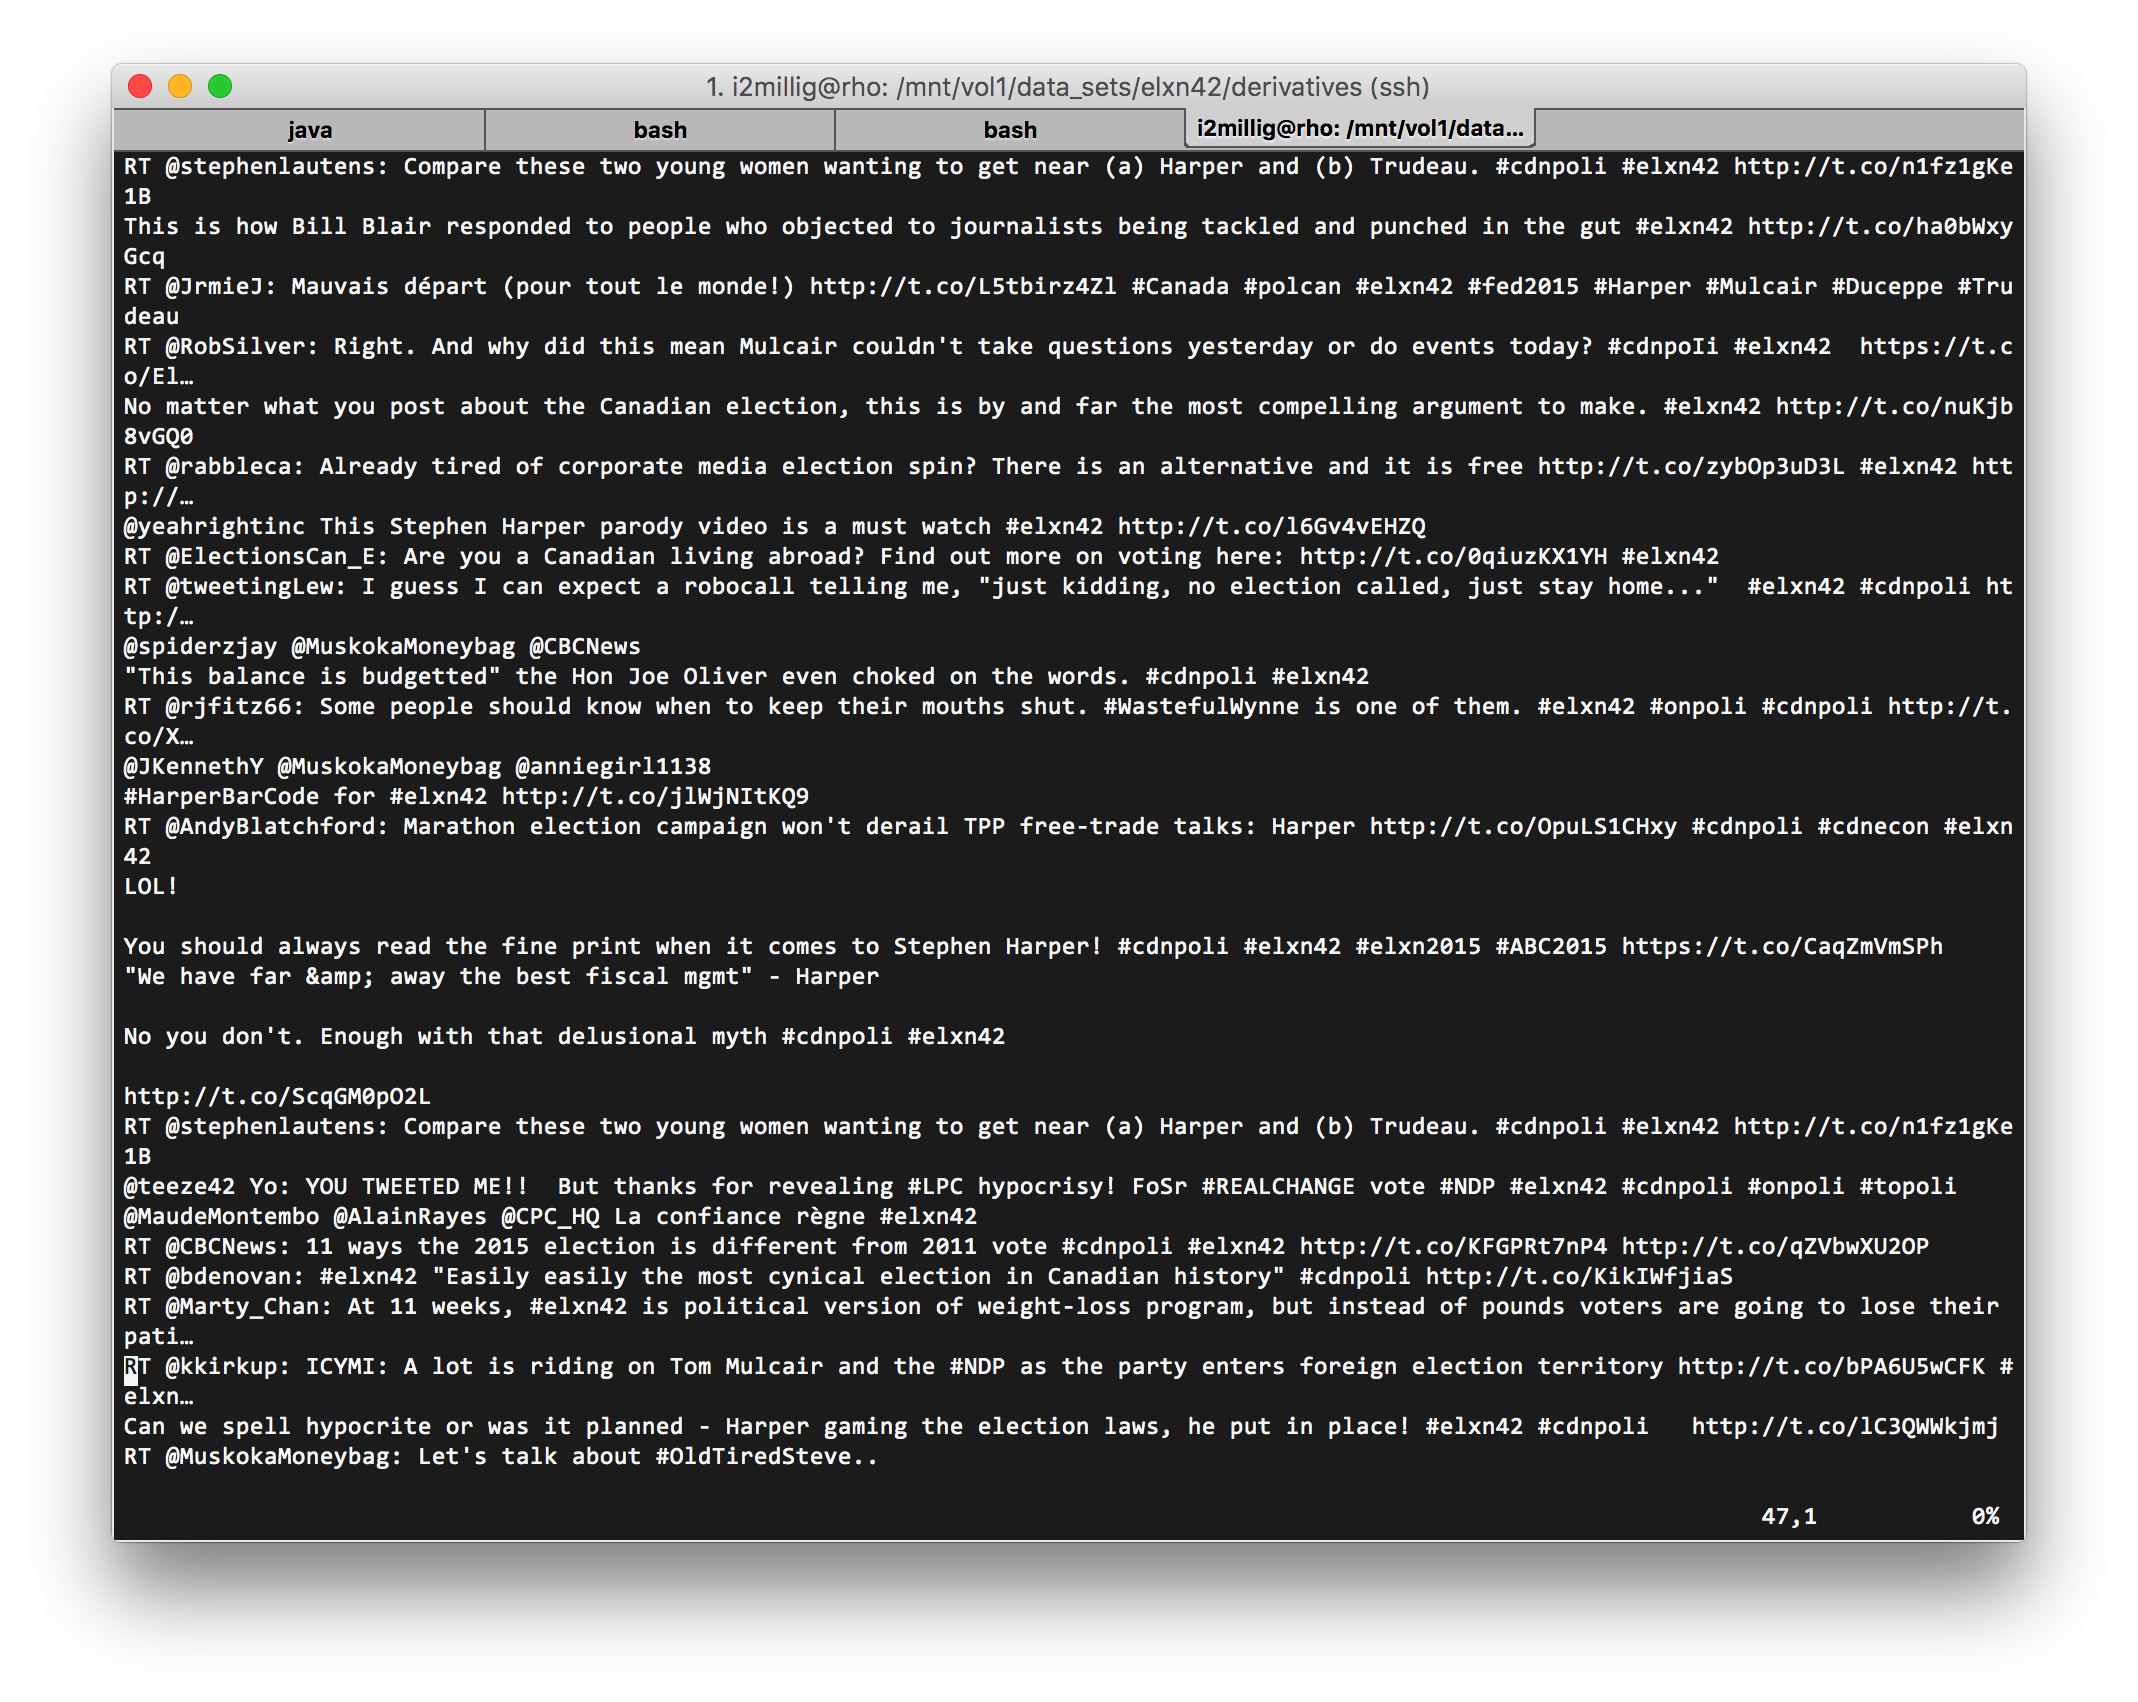 1. i2millig@rho: /mnt/vol1/data_sets/elxn42/derivatives (ssh)
java bash bash i2millig@rho: /mnt/vol1/data...
RT @stephenlautens: Compare these two young women wanting to get near (a) Harper and (b) Trudeau. #cdnpoli #elxn42 http://t.co/n1fz1gKe
1B
This is how Bill Blair responded to people who objected to journalists being tackled and punched in the gut #elxn42 http://t.co/ha0bWxy
Gcq
RT @JrmieJ: Mauvais départ (pour tout le monde!) http://t.co/L5tbirz4Zl #Canada #polcan #elxn42 #fed2015 #Harper #Mulcair #Duceppe #Tru
deau
RT @RobSilver: Right. And why did this mean Mulcair couldn't take questions yesterday or do events today? #cdnpoIi #elxn42  https://t.c
o/El…
No matter what you post about the Canadian election, this is by and far the most compelling argument to make. #elxn42 http://t.co/nuKjb
8vGQ0
RT @rabbleca: Already tired of corporate media election spin? There is an alternative and it is free http://t.co/zybOp3uD3L #elxn42 htt
p://…
@yeahrightinc This Stephen Harper parody video is a must watch #elxn42 http://t.co/l6Gv4vEHZQ
RT @ElectionsCan_E: Are you a Canadian living abroad? Find out more on voting here: http://t.co/0qiuzKX1YH #elxn42
RT @tweetingLew: I guess I can expect a robocall telling me, "just kidding, no election called, just stay home..."  #elxn42 #cdnpoli ht
tp:/…
@spiderzjay @MuskokaMoneybag @CBCNews
"This balance is budgetted" the Hon Joe Oliver even choked on the words. #cdnpoli #elxn42
RT @rjfitz66: Some people should know when to keep their mouths shut. #WastefulWynne is one of them. #elxn42 #onpoli #cdnpoli http://t.
co/X…
@JKennethY @MuskokaMoneybag @anniegirl1138
#HarperBarCode for #elxn42 http://t.co/jlWjNItKQ9
RT @AndyBlatchford: Marathon election campaign won't derail TPP free-trade talks: Harper http://t.co/OpuLS1CHxy #cdnpoli #cdnecon #elxn
42
LOL!
You should always read the fine print when it comes to Stephen Harper! #cdnpoli #elxn42 #elxn2015 #ABC2015 https://t.co/CaqZmVmSPh
"We have far &amp; away the best fiscal mgmt" - Harper
No you don't. Enough with that delusional myth #cdnpoli #elxn42
http://t.co/ScqGM0pO2L
RT @stephenlautens: Compare these two young women wanting to get near (a) Harper and (b) Trudeau. #cdnpoli #elxn42 http://t.co/n1fz1gKe
1B
@teeze42 Yo: YOU TWEETED ME!!  But thanks for revealing #LPC hypocrisy! FoSr #REALCHANGE vote #NDP #elxn42 #cdnpoli #onpoli #topoli
@MaudeMontembo @AlainRayes @CPC_HQ La confiance règne #elxn42
RT @CBCNews: 11 ways the 2015 election is different from 2011 vote #cdnpoli #elxn42 http://t.co/KFGPRt7nP4 http://t.co/qZVbwXU2OP
RT @bdenovan: #elxn42 "Easily easily the most cynical election in Canadian history" #cdnpoli http://t.co/KikIWfjiaS
RT @Marty_Chan: At 11 weeks, #elxn42 is political version of weight-loss program, but instead of pounds voters are going to lose their
pati…
RT @kkirkup: ICYMI: A lot is riding on Tom Mulcair and the #NDP as the party enters foreign election territory http://t.co/bPA6U5wCFK #
elxn…
Can we spell hypocrite or was it planned - Harper gaming the election laws, he put in place! #elxn42 #cdnpoli   http://t.co/lC3QWWkjmj
RT @MuskokaMoneybag: Let's talk about #OldTiredSteve..
47,1 0%